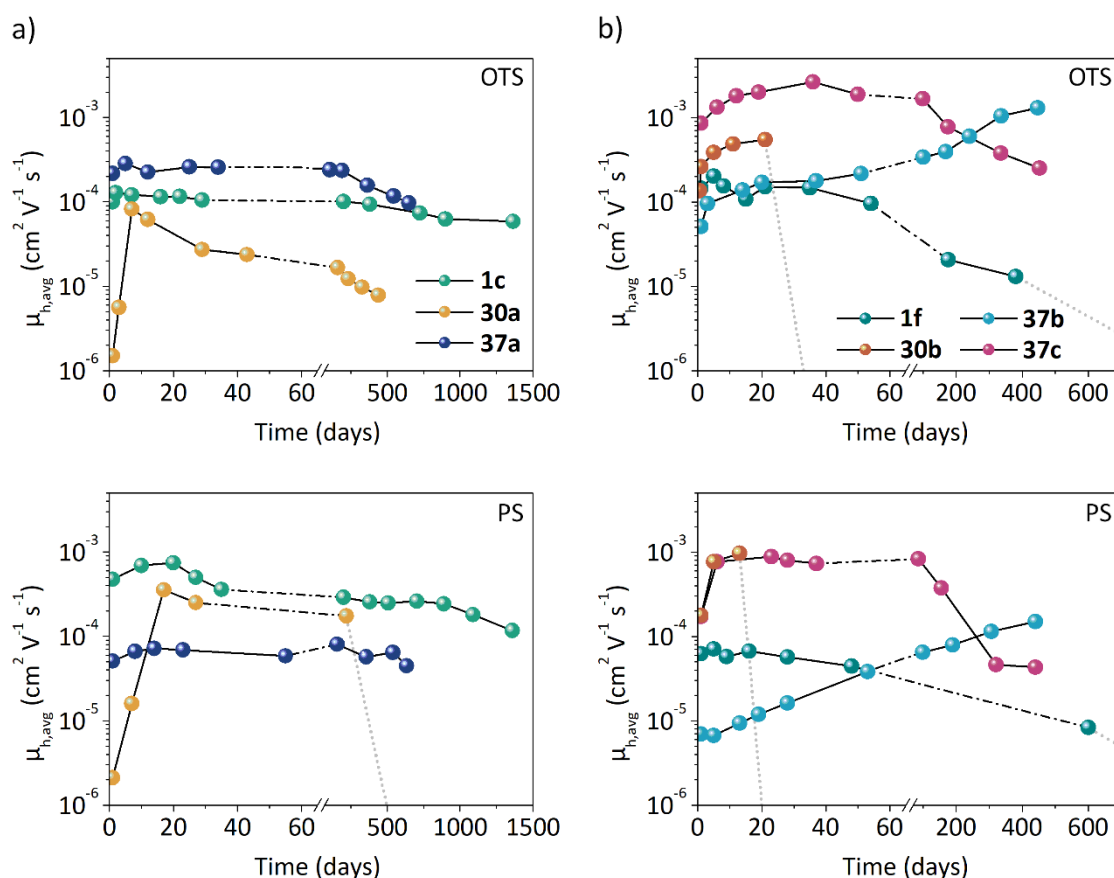 a)
OTS
10⁻³
10⁻⁴
10⁻⁵
10⁻⁶
μh,avg (cm² V⁻¹ s⁻¹)
1c
30a
37a
0 20 40 60 500 1000 1500
Time (days)
b)
OTS
10⁻³
10⁻⁴
10⁻⁵
10⁻⁶
μh,avg (cm² V⁻¹ s⁻¹)
1f 37b
30b 37c
0 20 40 60 200 400 600
Time (days)
PS
10⁻³
10⁻⁴
10⁻⁵
10⁻⁶
μh,avg (cm² V⁻¹ s⁻¹)
0 20 40 60 500 1000 1500
Time (days)
PS
10⁻³
10⁻⁴
10⁻⁵
10⁻⁶
μh,avg (cm² V⁻¹ s⁻¹)
0 20 40 60 200 400 600
Time (days)